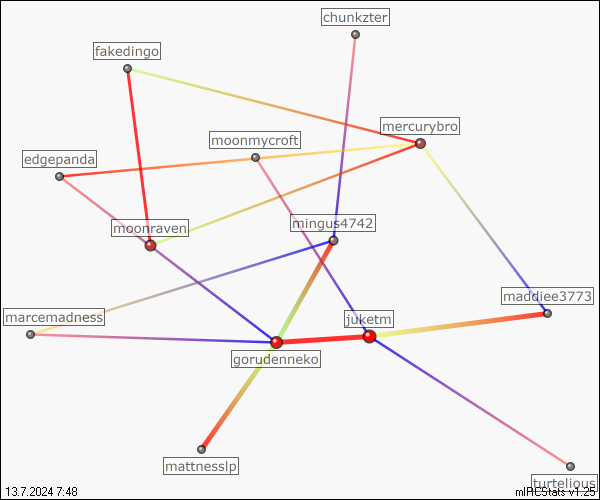 chunkzter
fakedingo
mercurybro
moonmycroft
edgepanda
moonraven
mingus4742
maddiee3773
marcemadness
juketm
gorudenneko
mattnesslp
turtelious
13.7.2024 7:48
mIRCStats v1.25